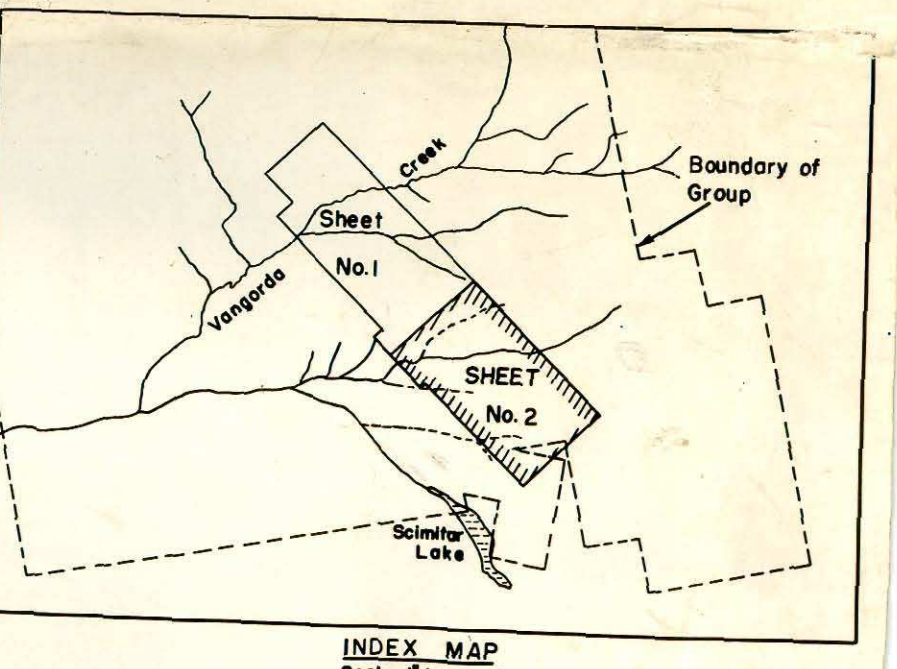 Creek
Boundary of
Group
Sheet
No. 1
Vangorda
SHEET
No. 2
Scimitar
Lake
INDEX MAP